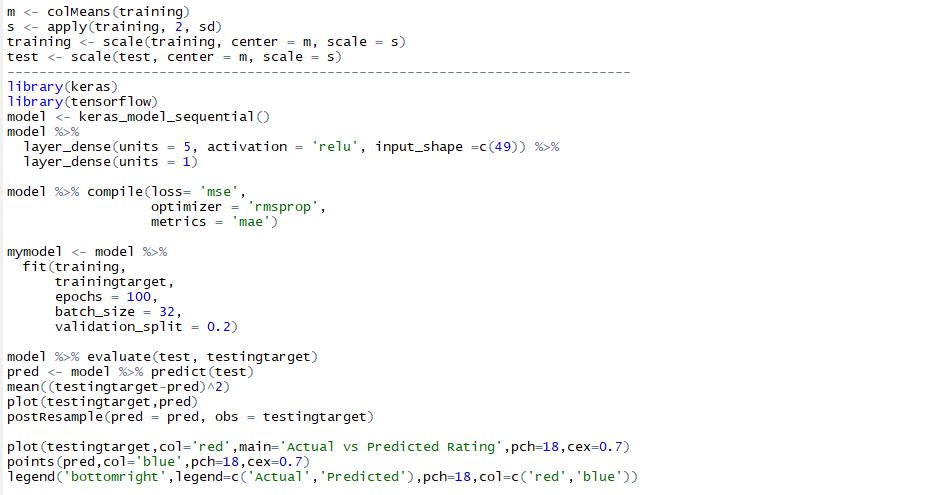 m <- colMeans(training)
s <- apply(training, 2, sd)
training <- scale(training, center = m, scale = s)
test <- scale(test, center = m, scale = s)
------------------------------------------------------------------------------
library(keras)
library(tensorflow)
model <- keras_model_sequential()
model %>%
  layer_dense(units = 5, activation = 'relu', input_shape =c(49)) %>%
  layer_dense(units = 1)

model %>% compile(loss= 'mse',
                  optimizer = 'rmsprop',
                  metrics = 'mae')

mymodel <- model %>%
  fit(training,
      trainingtarget,
      epochs = 100,
      batch_size = 32,
      validation_split = 0.2)

model %>% evaluate(test, testingtarget)
pred <- model %>% predict(test)
mean((testingtarget-pred)^2)
plot(testingtarget,pred)
postResample(pred = pred, obs = testingtarget)

plot(testingtarget,col='red',main='Actual vs Predicted Rating',pch=18,cex=0.7)
points(pred,col='blue',pch=18,cex=0.7)
legend('bottomright',legend=c('Actual','Predicted'),pch=18,col=c('red','blue'))